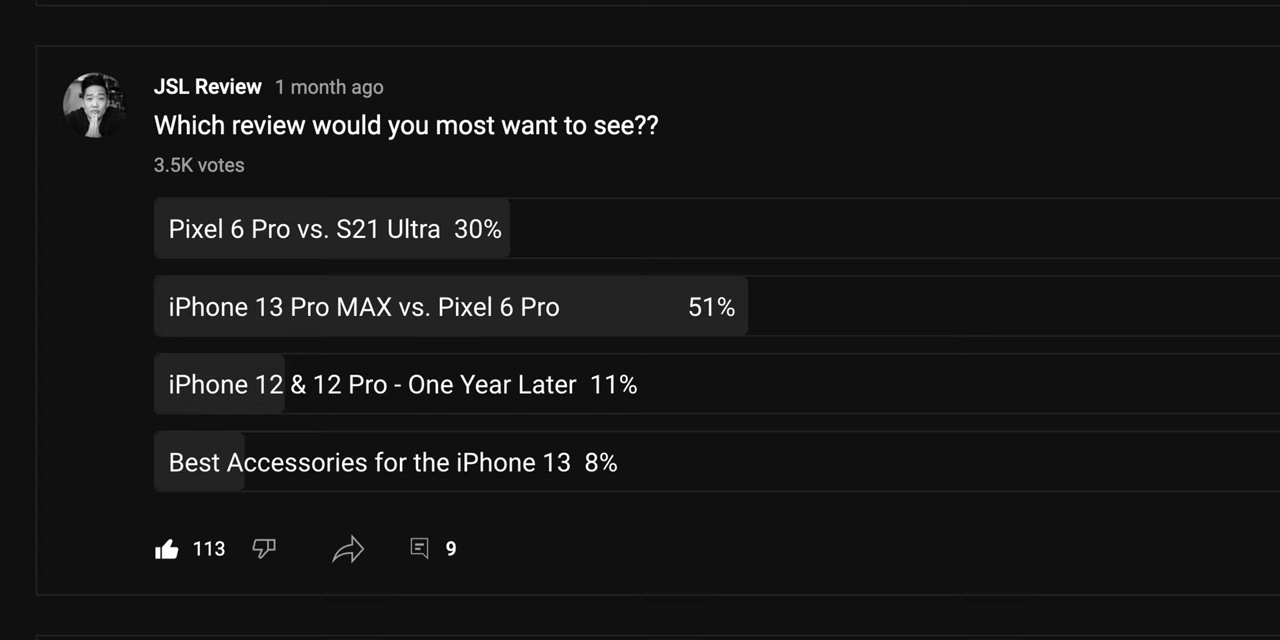 JSL Review 1 month ago
Which review would you most want to see??
3.5K votes
Pixel 6 Pro vs. S21 Ultra 30%
iPhone 13 Pro MAX vs. Pixel 6 Pro 51%
iPhone 12 & 12 Pro - One Year Later 11%
Best Accessories for the iPhone 13 8%
113 9